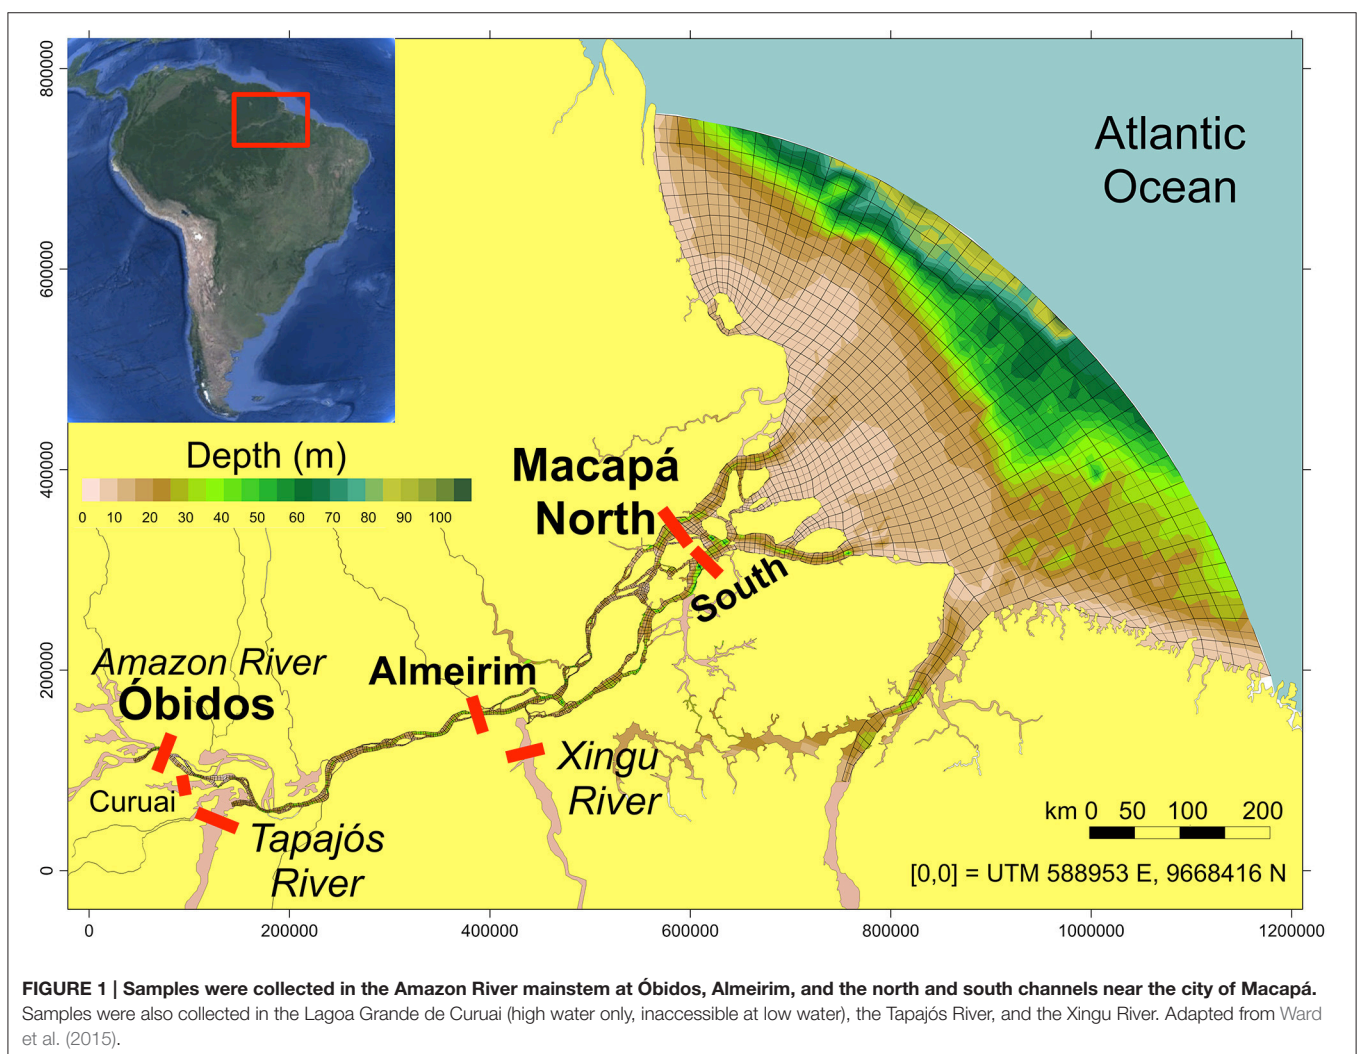 Atlantic
Ocean
Depth (m)
0 10 20 30 40 50 60 70 80 90 100
Macapá
North
South
Amazon River
Óbidos
Almeirim
Curuai
Xingu
River
Tapajós
River
km 0 50 100 200
[0,0] = UTM 588953 E, 9668416 N
800000
600000
400000
200000
0
0 200000 400000 600000 800000 1000000 1200000
FIGURE 1 | Samples were collected in the Amazon River mainstem at Óbidos, Almeirim, and the north and south channels near the city of Macapá.
Samples were also collected in the Lagoa Grande de Curuai (high water only, inaccessible at low water), the Tapajós River, and the Xingu River. Adapted from Ward
et al. (2015).